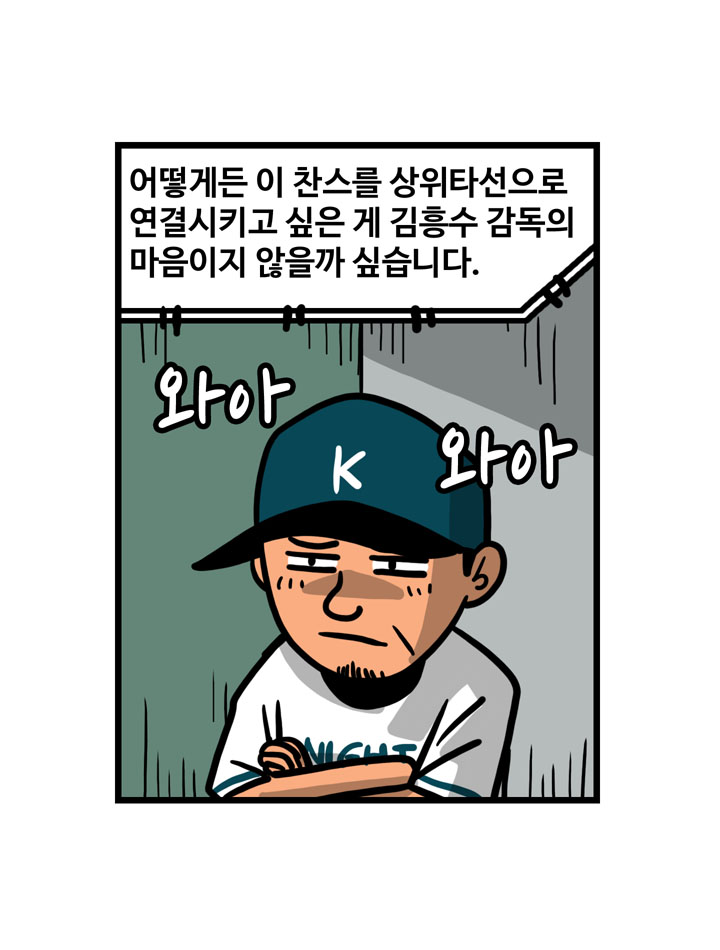 어떻게든 이 찬스를 상위타선으로
연결시키고 싶은 게 김흥수 감독의
마음이지 않을까 싶습니다.
와아
와아
K
NIGHT